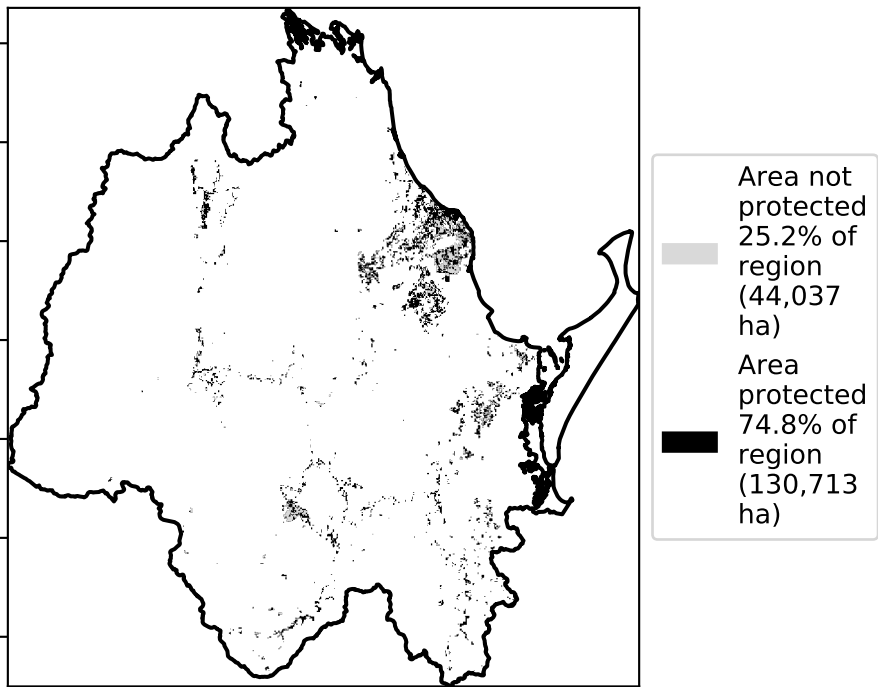 Area not
protected
25.2% of
region
(44,037
ha)
Area
protected
74.8% of
region
(130,713
ha)